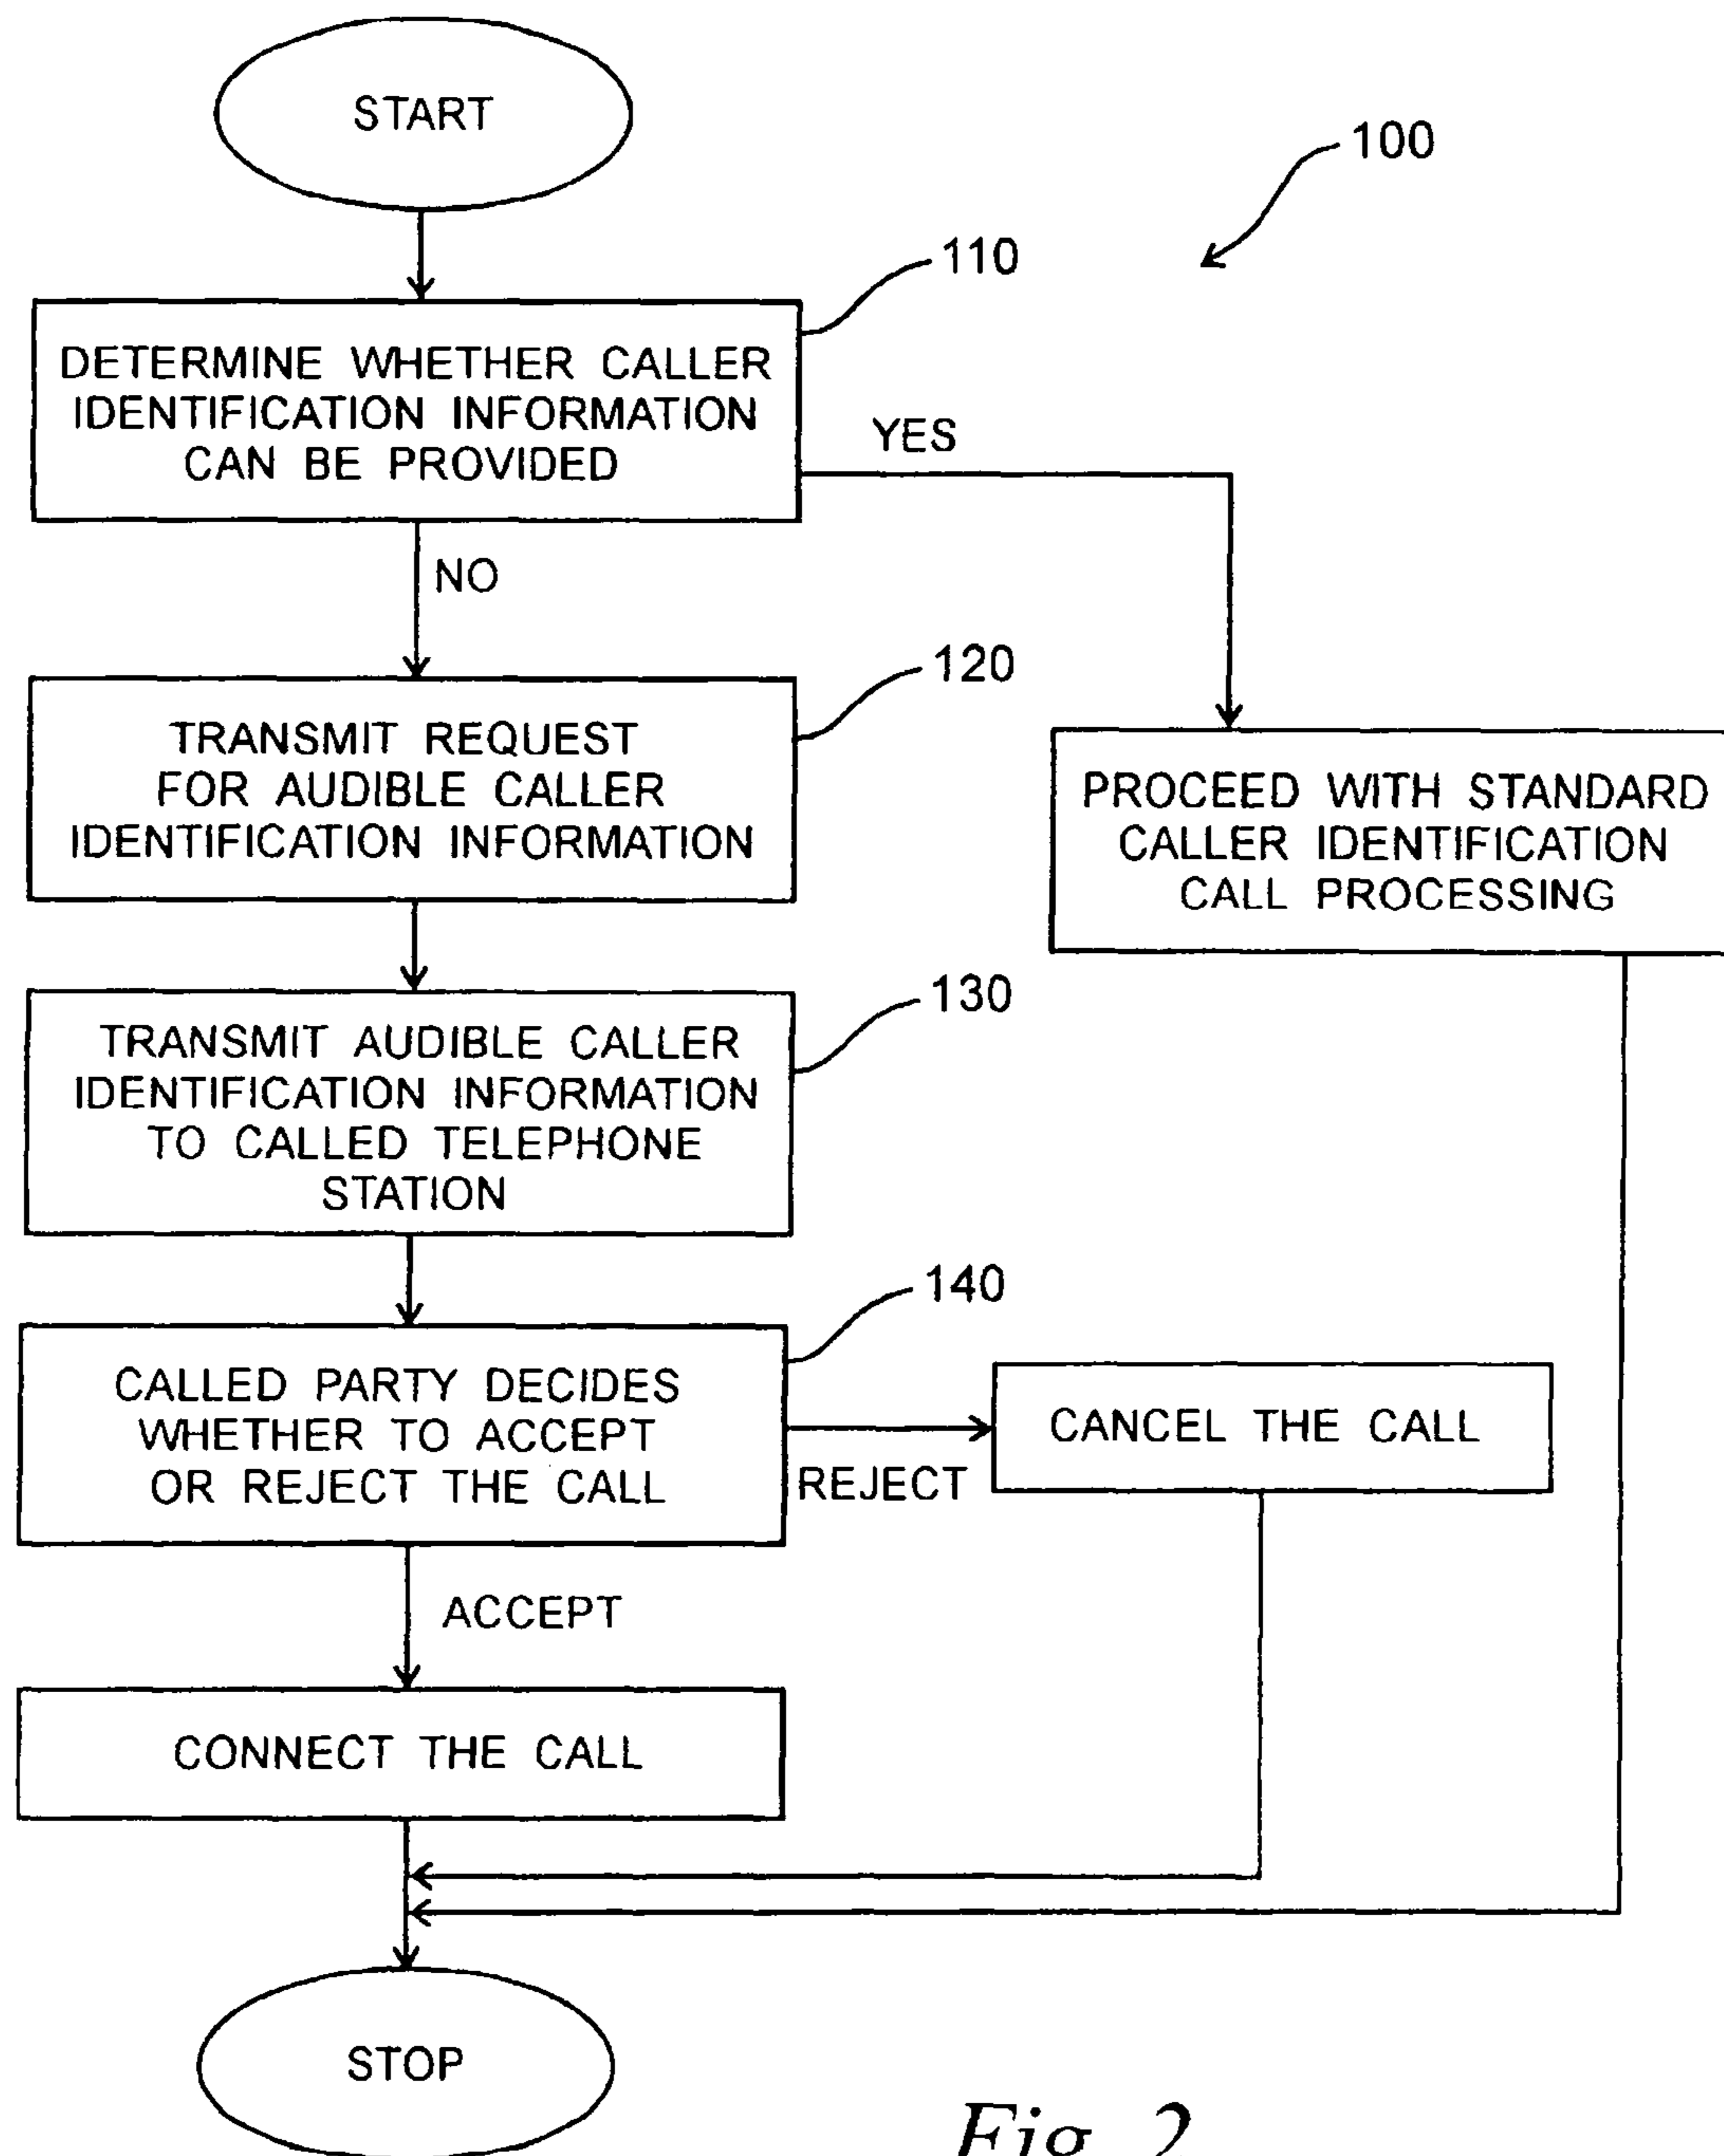 START
100
110
DETERMINE WHETHER CALLER
IDENTIFICATION INFORMATION
CAN BE PROVIDED
YES
NO
120
TRANSMIT REQUEST
FOR AUDIBLE CALLER
IDENTIFICATION INFORMATION
PROCEED WITH STANDARD
CALLER IDENTIFICATION
CALL PROCESSING
130
TRANSMIT AUDIBLE CALLER
IDENTIFICATION INFORMATION
TO CALLED TELEPHONE
STATION
140
CALLED PARTY DECIDES
WHETHER TO ACCEPT
OR REJECT THE CALL
REJECT
CANCEL THE CALL
ACCEPT
CONNECT THE CALL
STOP
Fig. 2